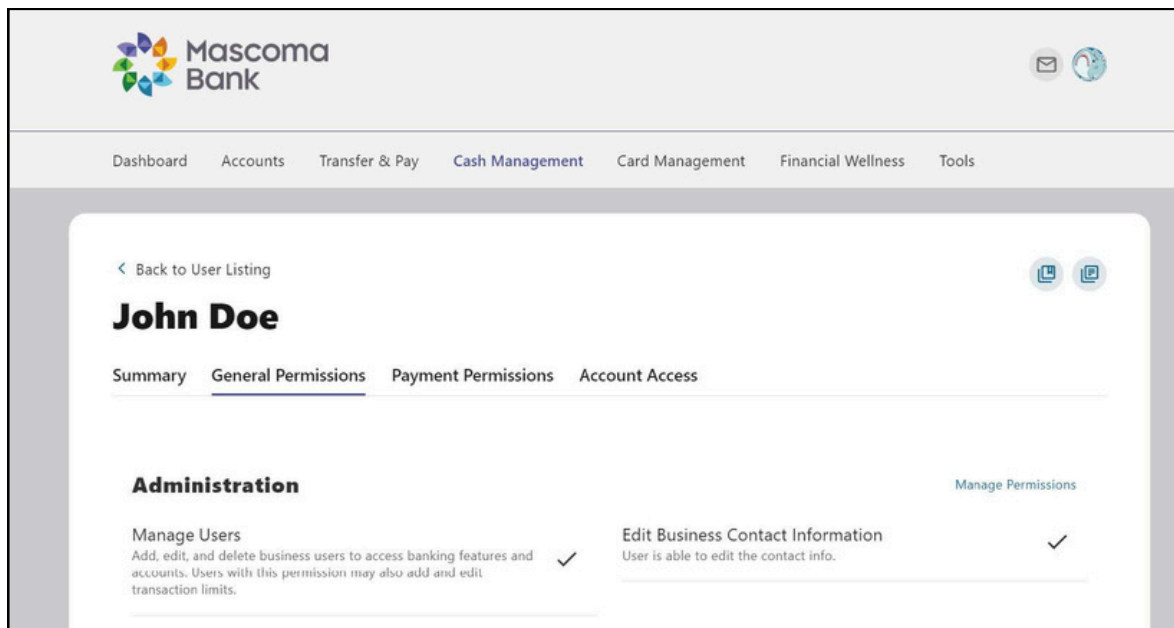 Mascoma
Bank
Dashboard Accounts Transfer & Pay Cash Management Card Management Financial Wellness Tools
Back to User Listing
John Doe
Summary General Permissions Payment Permissions Account Access
Administration
Manage Permissions
Manage Users
Add, edit, and delete business users to access banking features and
accounts. Users with this permission may also add and edit
transaction limits.
Edit Business Contact Information
User is able to edit the contact info.